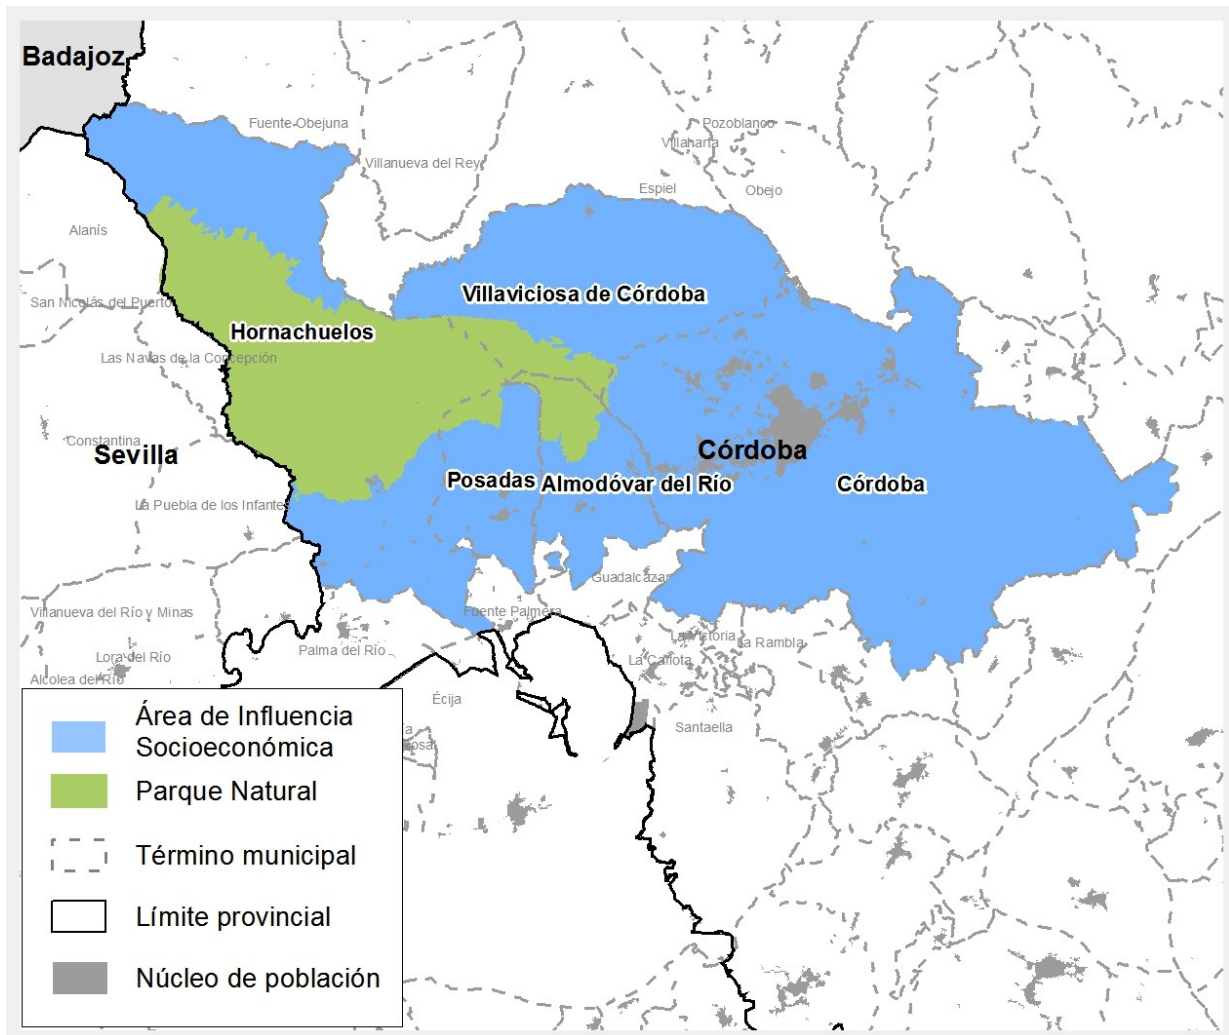 Badajoz
Fuente Obejuna
Pozoblanco
Villaharta
Villanueva del Rey
Espiel
Obejo
Alanís
Villaviciosa de Córdoba
San Nicolás del Puerto
Hornachuelos
Las Navas de la Concepción
Constantina
Sevilla
Córdoba
Posadas
Almodóvar del Río
Córdoba
La Puebla de los Infantes
Guadalcázar
Villanueva del Río y Minas
Fuente Palmera
La Victoria
La Rambla
Palma del Río
Lora del Río
La Carlota
Alcolea del Río
Écija
Santaella
Área de Influencia
Socioeconómica
Parque Natural
Término municipal
Límite provincial
Núcleo de población